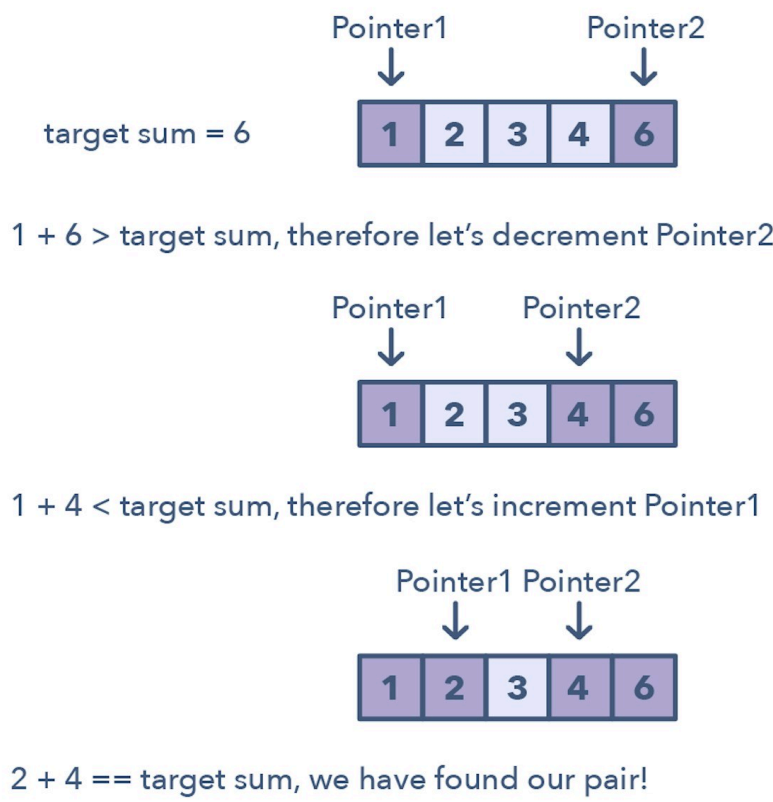 Pointer1 Pointer2
target sum = 6
1 2 3 4 6
1 + 6 > target sum, therefore let’s decrement Pointer2
Pointer1 Pointer2
1 2 3 4 6
1 + 4 < target sum, therefore let’s increment Pointer1
Pointer1 Pointer2
1 2 3 4 6
2 + 4 == target sum, we have found our pair!